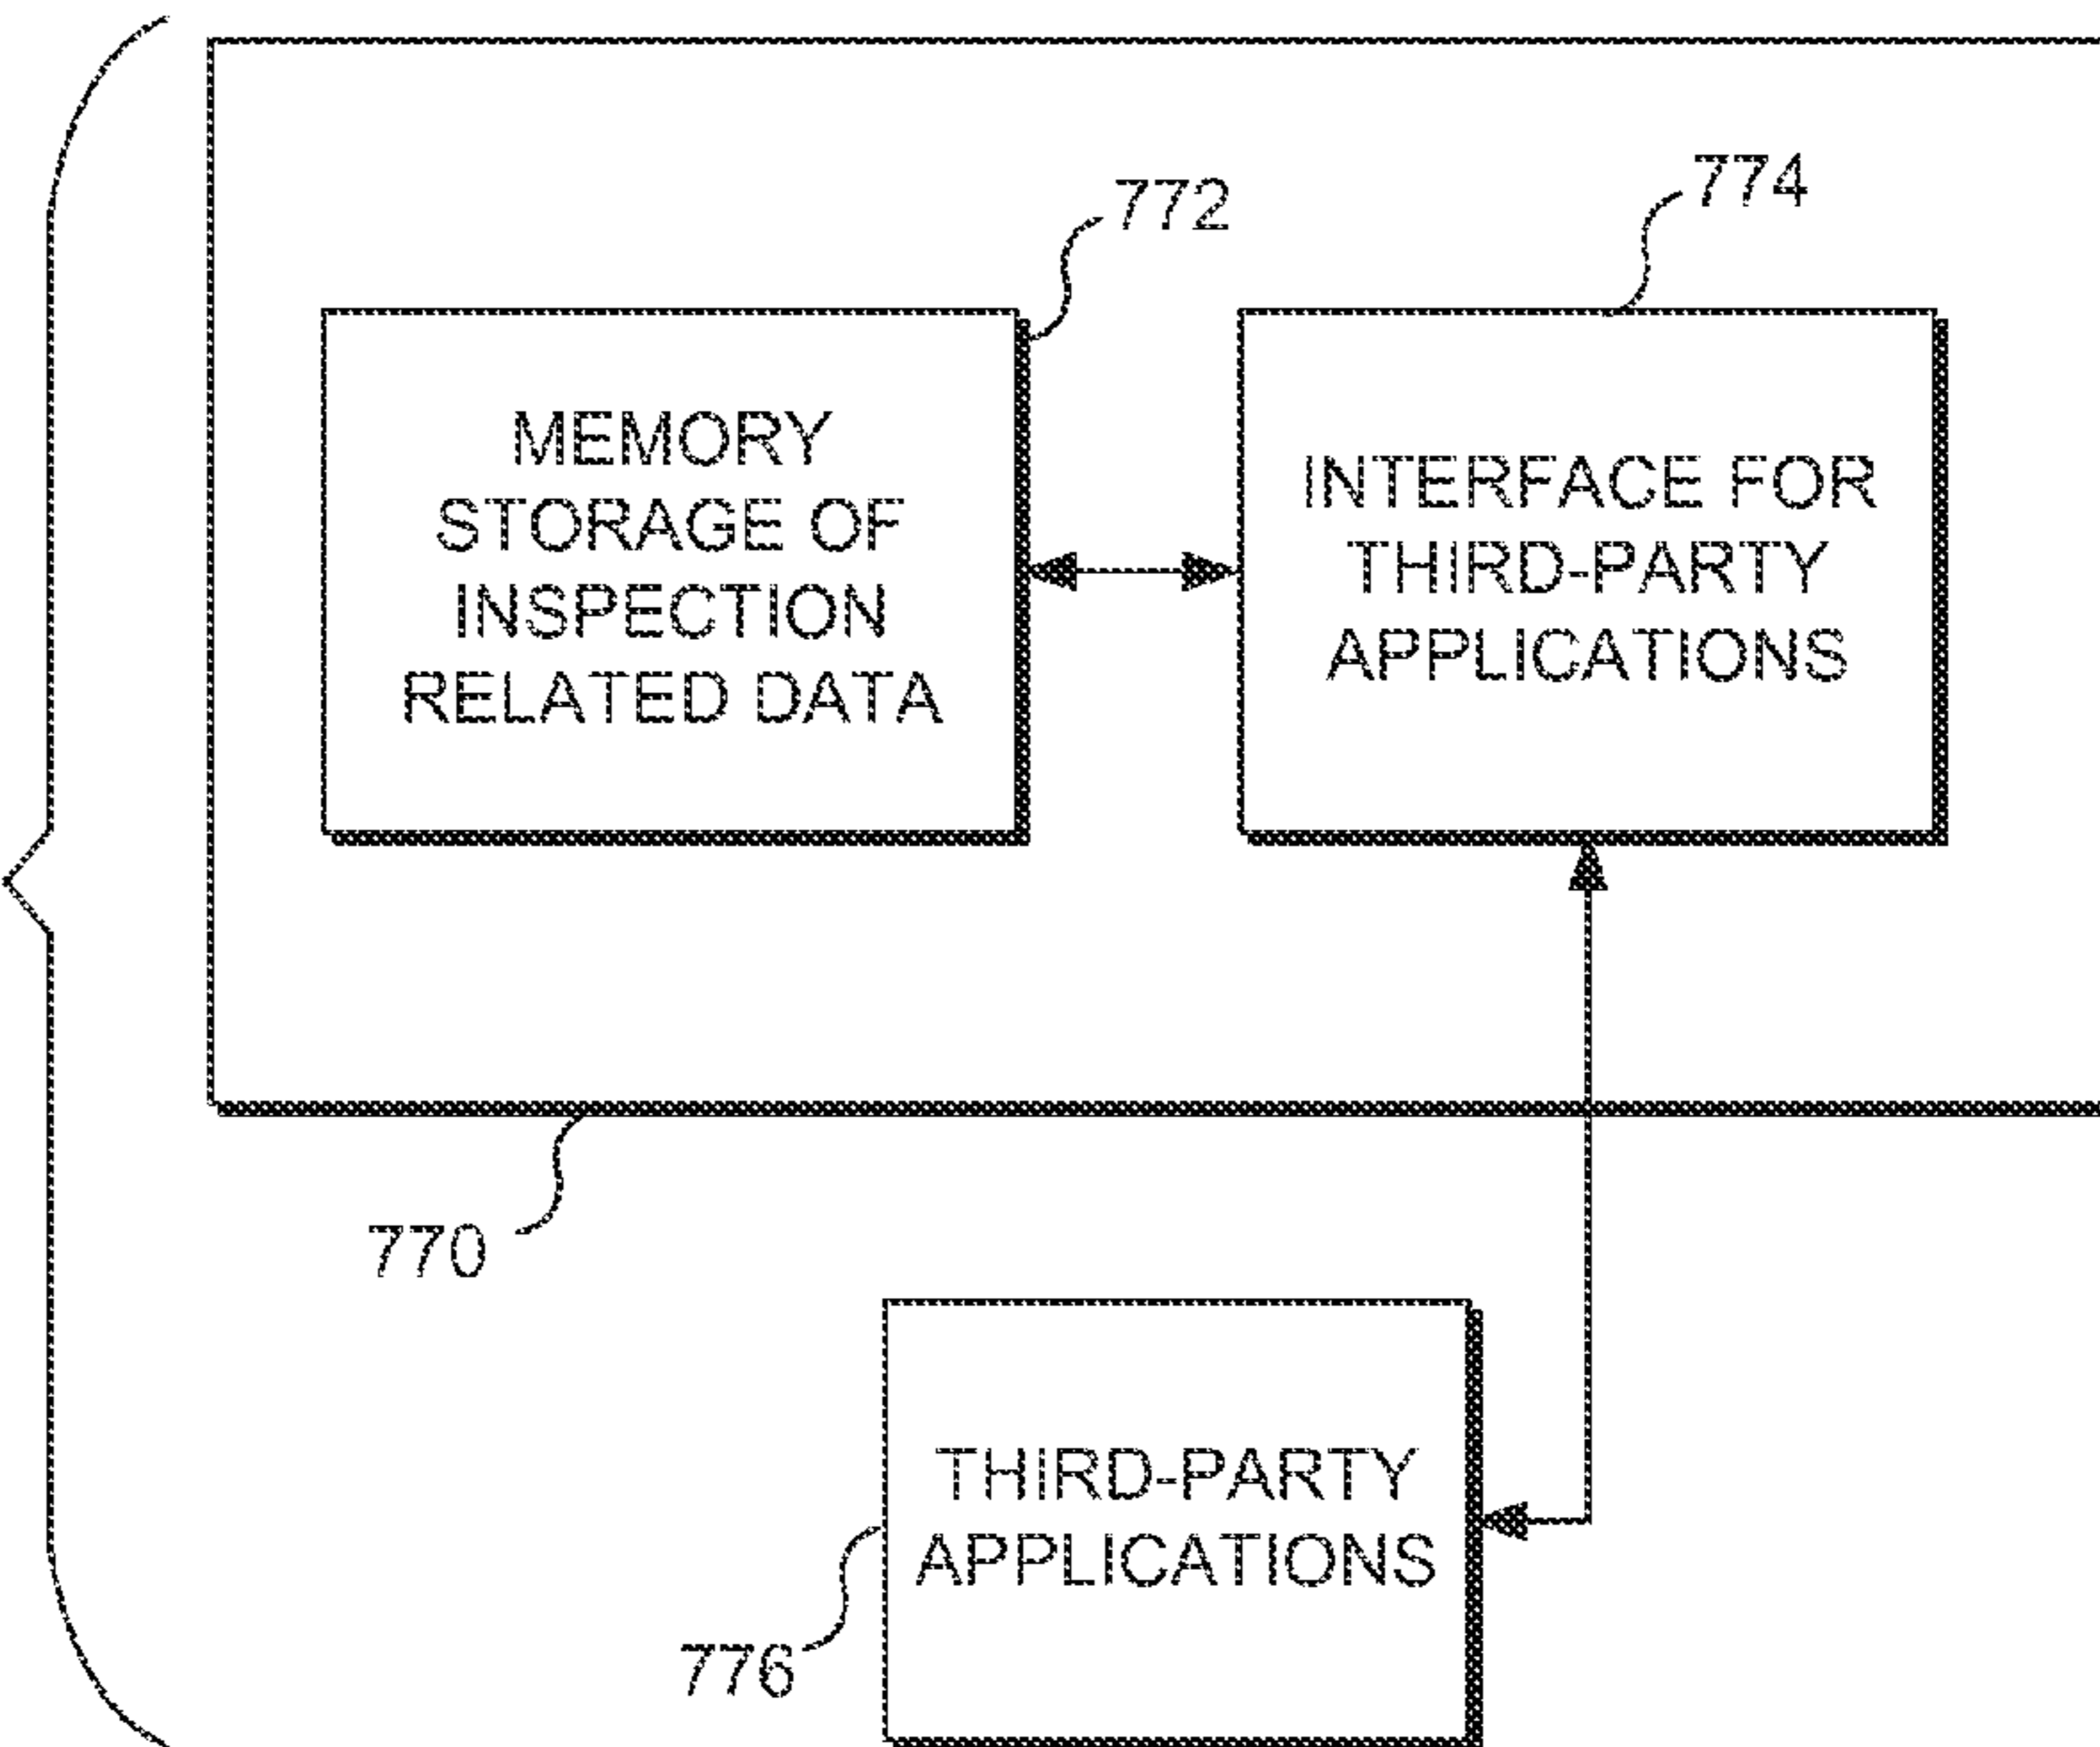 774
772
MEMORY
STORAGE OF
INSPECTION
RELATED DATA
INTERFACE FOR
THIRD-PARTY
APPLICATIONS
770
THIRD-PARTY
APPLICATIONS
776